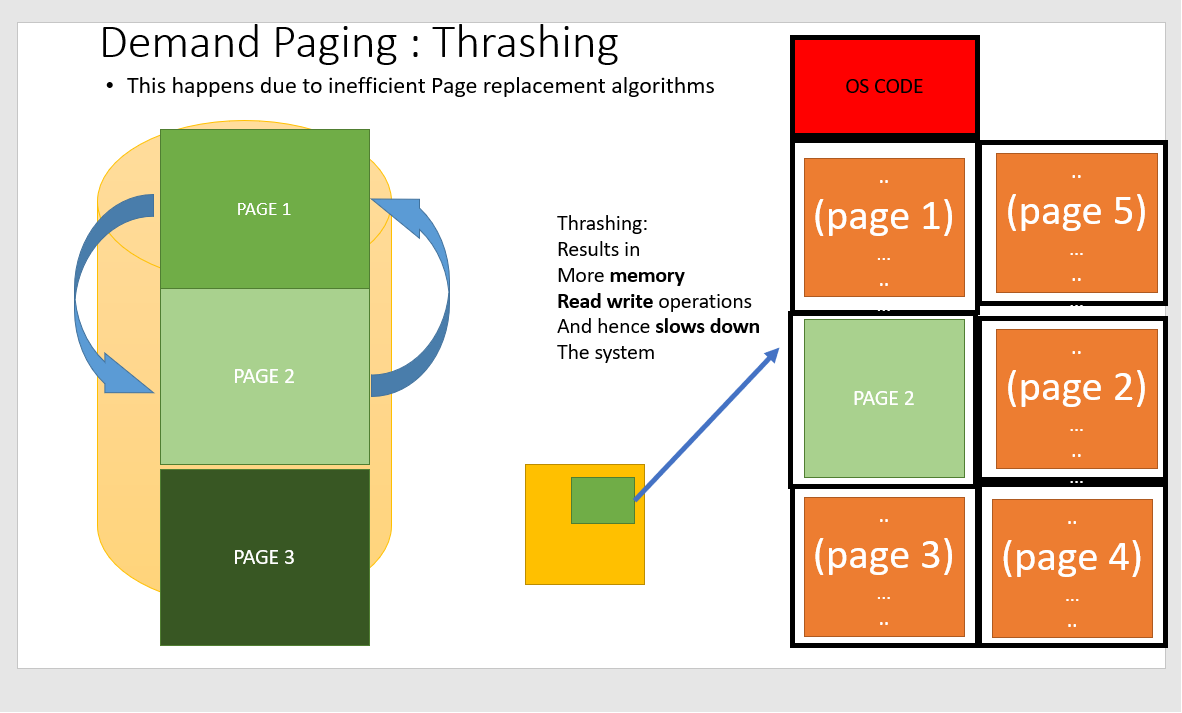 Demand Paging : Thrashing
• This happens due to inefficient Page replacement algorithms
PAGE 1
PAGE 2
PAGE 3
Thrashing:
Results in
More memory
Read write operations
And hence slows down
The system
OS CODE
..
(page 1)
...
..
...
PAGE 2
..
(page 3)
...
..
..
(page 5)
...
..
...
..
(page 2)
...
..
...
..
(page 4)
...
..